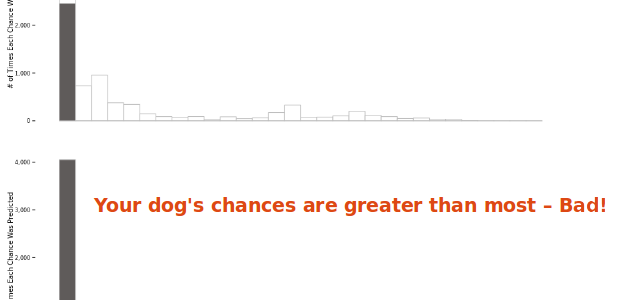 # of Times Each Chance W
2,000
1,000
0
4,000
Your dog's chances are greater than most – Bad!
3,000
mes Each Chance Was Predicted
2,000